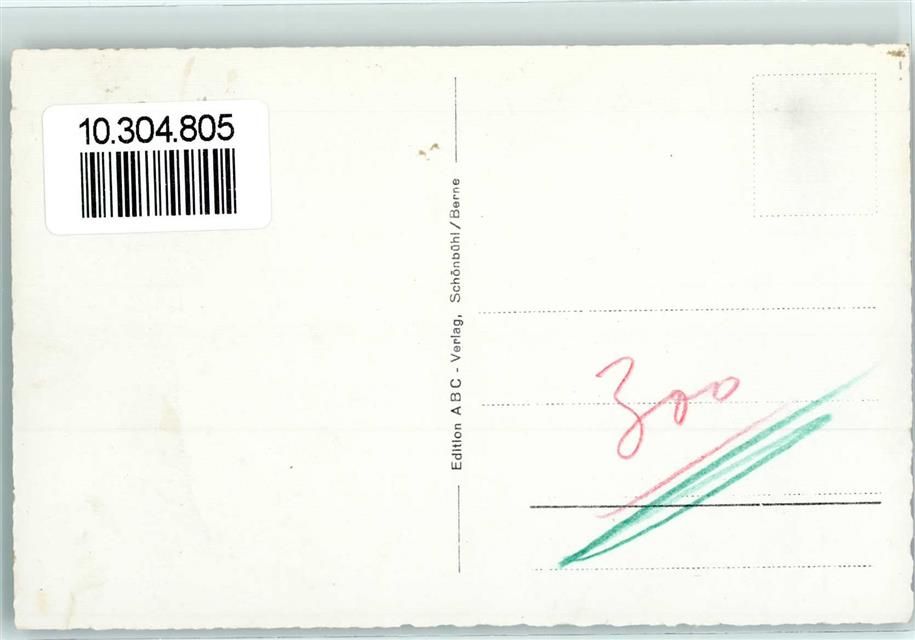 10.304.805
Edition ABC - Verlag, Schönbühl/Berne
Zoo